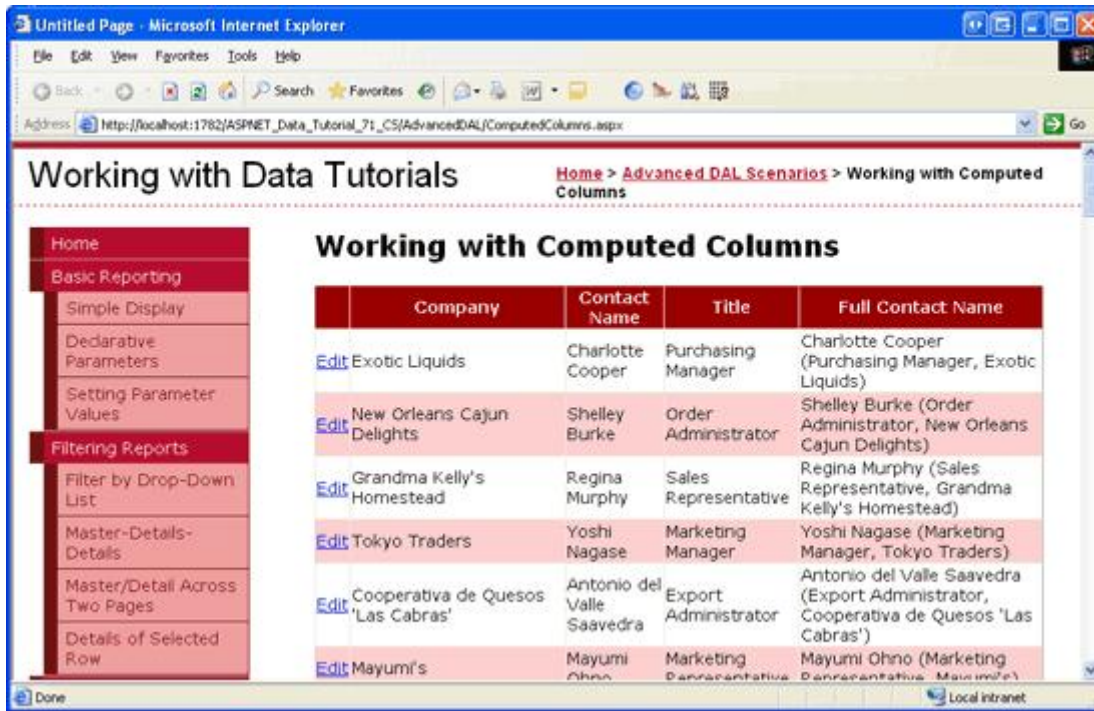 Untitled Page - Microsoft Internet Explorer
File Edit View Favorites Tools Help
Back Search Favorites
Address http://localhost:1782/ASPNET_Data_Tutorial_71_CS/AdvancedDAL/ComputedColumns.aspx Go
Working with Data Tutorials
Home > Advanced DAL Scenarios > Working with Computed
Columns
Home
Basic Reporting
Simple Display
Declarative
Parameters
Setting Parameter
Values
Filtering Reports
Filter by Drop-Down
List
Master-Details-
Details
Master/Detail Across
Two Pages
Details of Selected
Row
Working with Computed Columns
Company
Contact
Name
Title
Full Contact Name
Edit
Exotic Liquids
Charlotte
Cooper
Purchasing
Manager
Charlotte Cooper
(Purchasing Manager, Exotic
Liquids)
Edit
New Orleans Cajun
Delights
Shelley
Burke
Order
Administrator
Shelley Burke (Order
Administrator, New Orleans
Cajun Delights)
Edit
Grandma Kelly's
Homestead
Regina
Murphy
Sales
Representative
Regina Murphy (Sales
Representative, Grandma
Kelly's Homestead)
Edit
Tokyo Traders
Yoshi
Nagase
Marketing
Manager
Yoshi Nagase (Marketing
Manager, Tokyo Traders)
Edit
Cooperativa de Quesos
'Las Cabras'
Antonio del
Valle
Saavedra
Export
Administrator
Antonio del Valle Saavedra
(Export Administrator,
Cooperativa de Quesos 'Las
Cabras')
Edit
Mayumi's
Mayumi
Ohno
Marketing
Representative
Mayumi Ohno (Marketing
Representative, Mayumi's)
Done
Local intranet